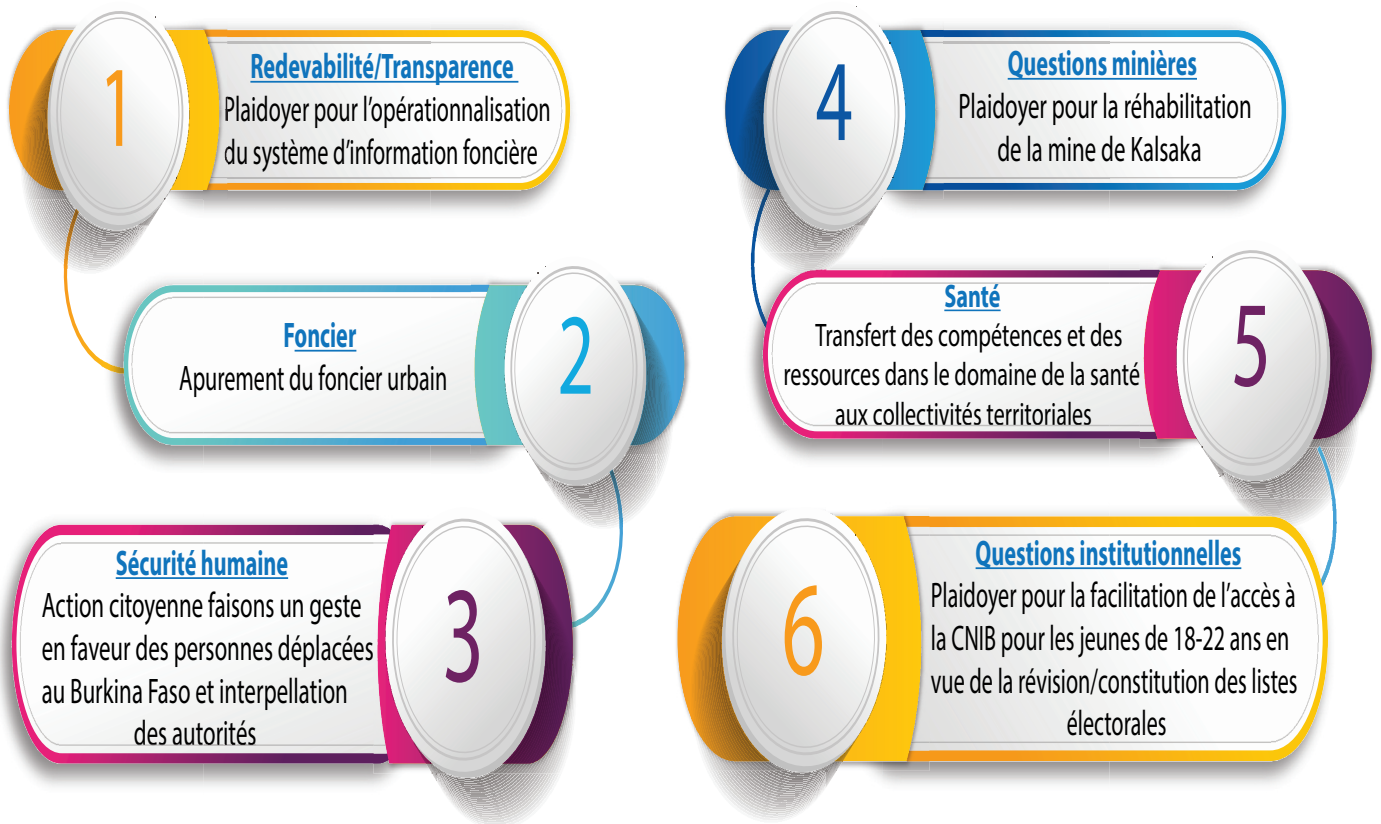 1
Redevabilité/Transparence
Plaidoyer pour l'opérationnalisation
du système d'information foncière
2
Foncier
Apurement du foncier urbain
3
Sécurité humaine
Action citoyenne faisons un geste
en faveur des personnes déplacées
au Burkina Faso et interpellation
des autorités
4
Questions minières
Plaidoyer pour la réhabilitation
de la mine de Kalsaka
5
Santé
Transfert des compétences et des
ressources dans le domaine de la santé
aux collectivités territoriales
6
Questions institutionnelles
Plaidoyer pour la facilitation de l'accès à
la CNIB pour les jeunes de 18-22 ans en
vue de la révision/constitution des listes
électorales